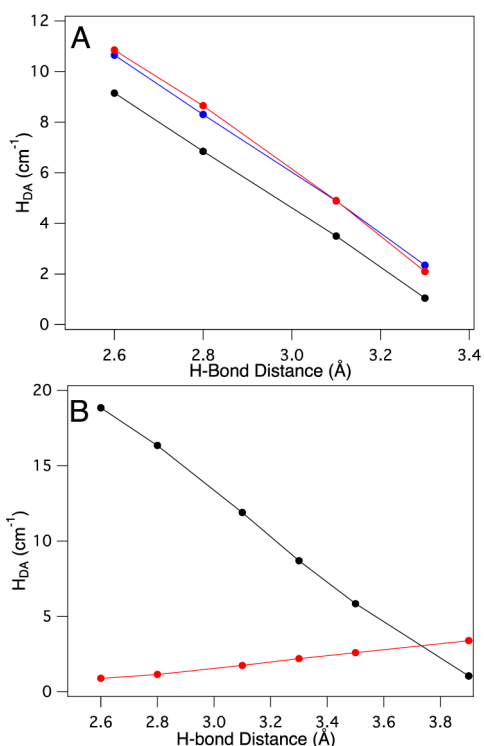 A
12
10
8
6
4
2
0
H_DA (cm⁻¹)
2.6 2.8 3.0 3.2 3.4
H-Bond Distance (Å)
B
20
15
10
5
0
H_DA (cm⁻¹)
2.6 2.8 3.0 3.2 3.4 3.6 3.8
H-bond Distance (Å)